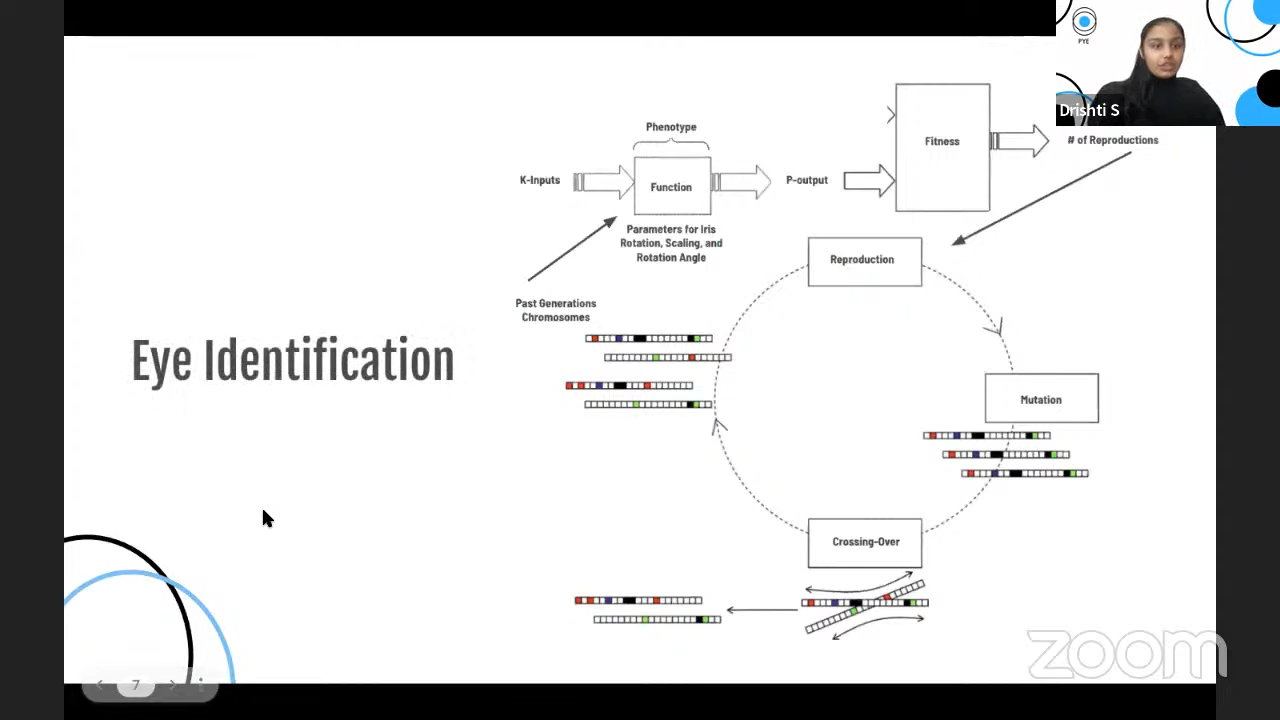 PYE
Drishti S
Phenotype
Fitness
# of Reproductions
K-Inputs
Function
P-output
Parameters for Iris
Rotation, Scaling, and
Rotation Angle
Reproduction
Past Generations
Chromosomes
Eye Identification
Mutation
Crossing-Over
zoom
7